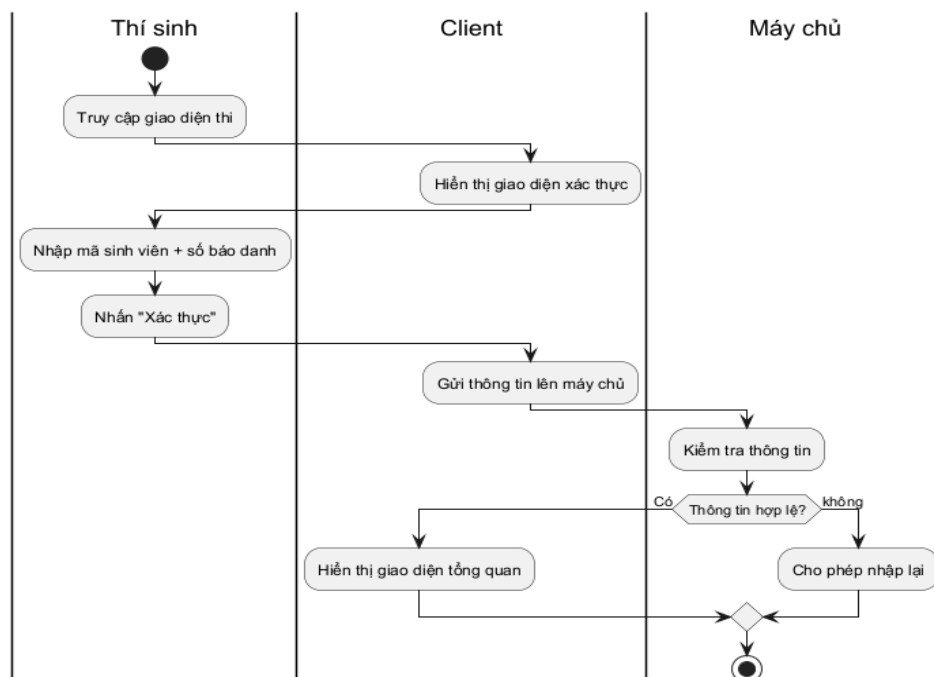 Thí sinh
Client
Máy chủ
Truy cập giao diện thi
Hiển thị giao diện xác thực
Nhập mã sinh viên + số báo danh
Nhấn "Xác thực"
Gửi thông tin lên máy chủ
Kiểm tra thông tin
Có
Thông tin hợp lệ?
không
Hiển thị giao diện tổng quan
Cho phép nhập lại